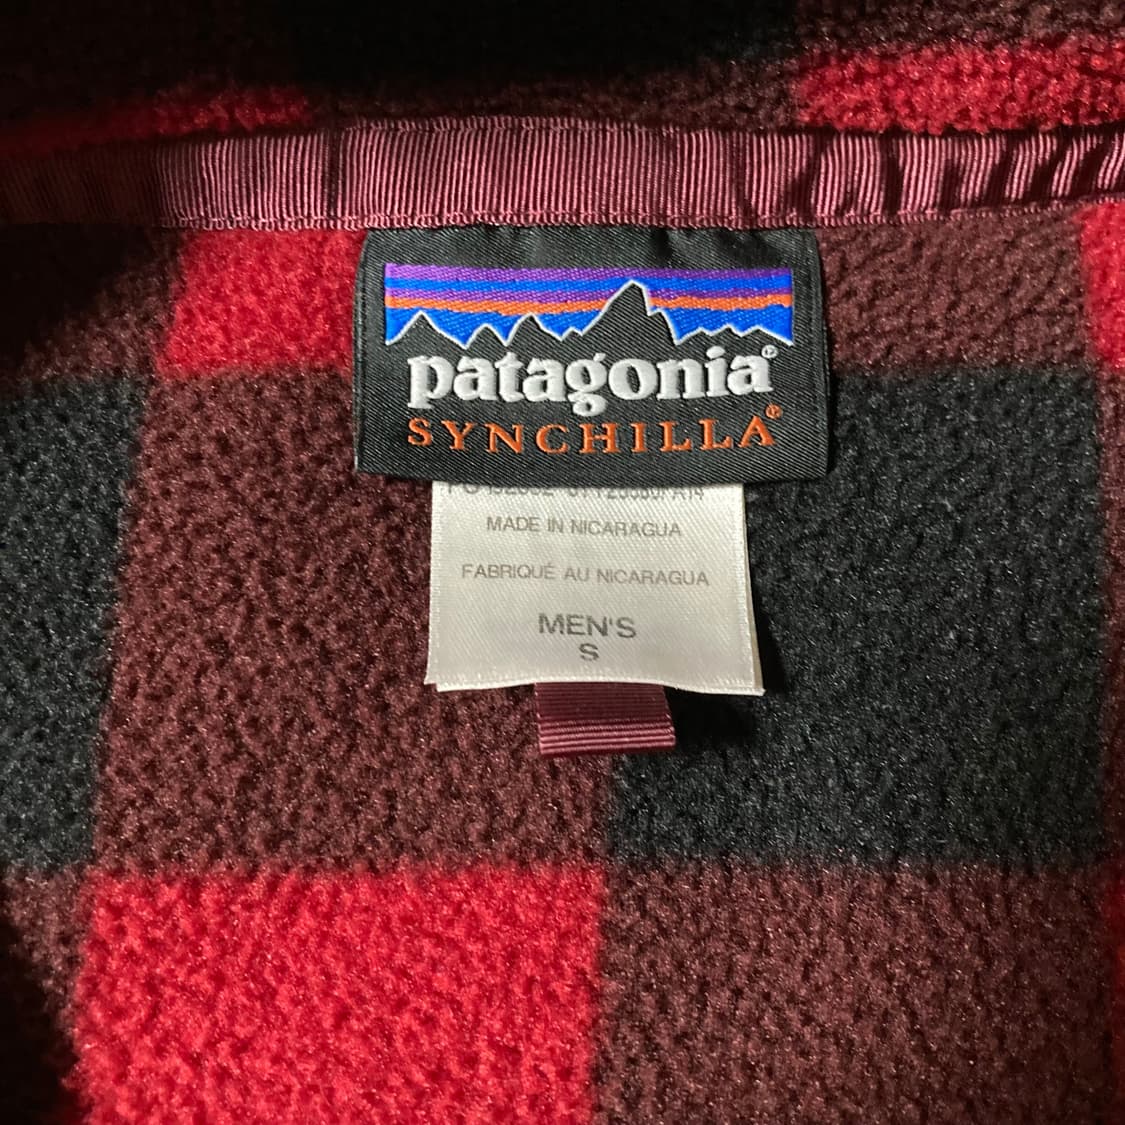 patagonia®
SYNCHILLA®
MADE IN NICARAGUA
FABRIQUÉ AU NICARAGUA
MEN'S
S